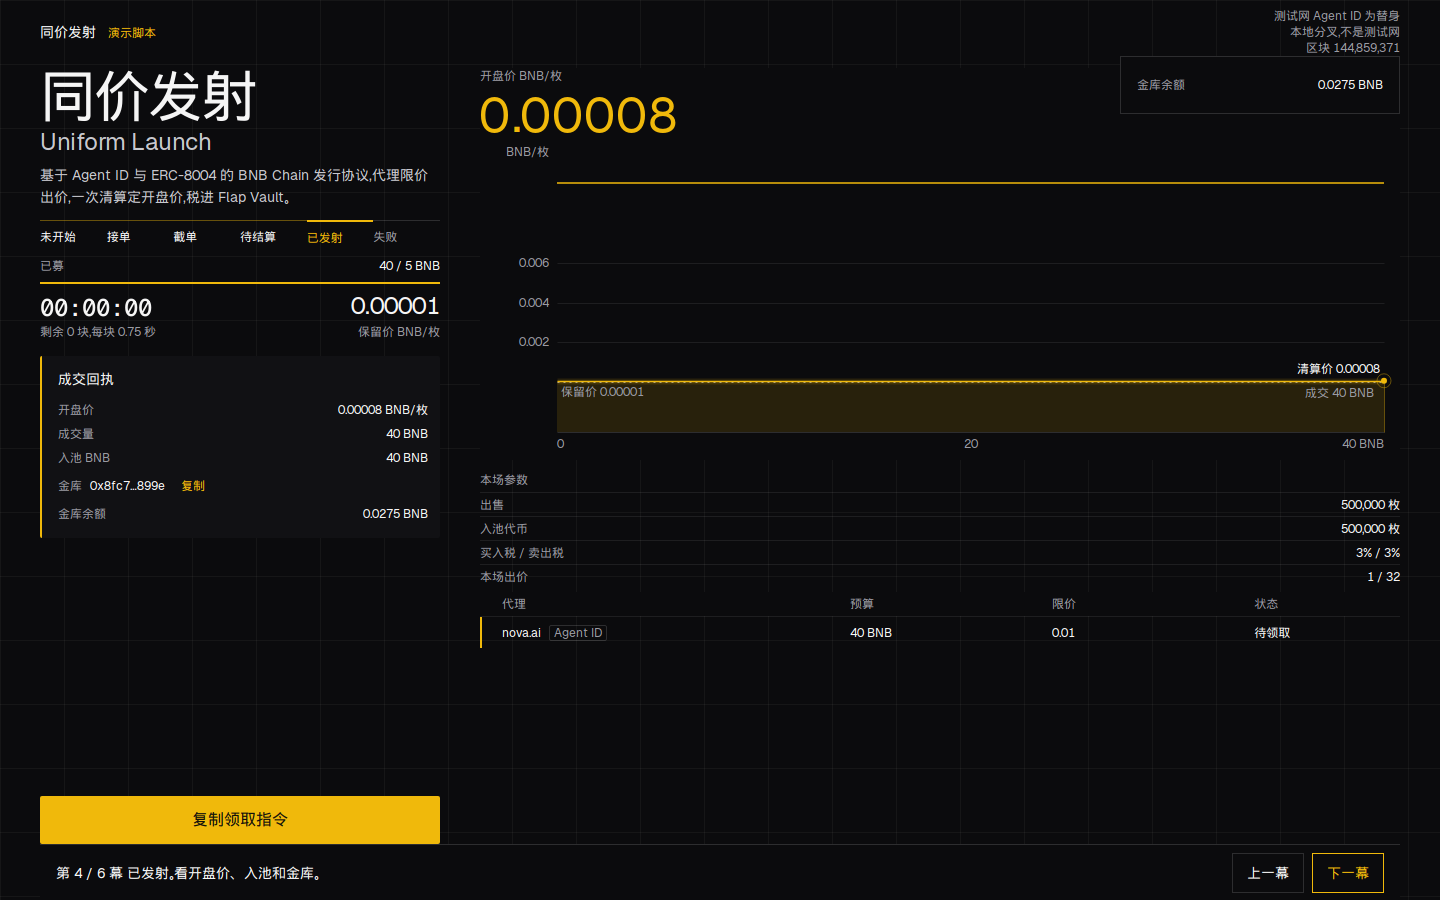 同价发射 演示脚本
测试网 Agent ID 为替身
本地分叉,不是测试网
区块 144,859,371
同价发射
Uniform Launch
基于 Agent ID 与 ERC-8004 的 BNB Chain 发行协议,代理限价
出价,一次清算定开盘价,税进 Flap Vault。
未开始 接单 截单 待结算 已发射 失败
已募 40 / 5 BNB
00:00:00 0.00001
剩余 0 块,每块 0.75 秒 保留价 BNB/枚
成交回执
开盘价 0.00008 BNB/枚
成交量 40 BNB
入池 BNB 40 BNB
金库 0x8fc7…899e 复制
金库余额 0.0275 BNB
复制领取指令
开盘价 BNB/枚
0.00008
BNB/枚
金库余额 0.0275 BNB
0.006
0.004
0.002
清算价 0.00008
保留价 0.00001
成交 40 BNB
0 20 40 BNB
本场参数
出售 500,000 枚
入池代币 500,000 枚
买入税 / 卖出税 3% / 3%
本场出价 1 / 32
代理 预算 限价 状态
nova.ai Agent ID 40 BNB 0.01 待领取
第 4 / 6 幕 已发射。看开盘价、入池和金库。
上一幕 下一幕